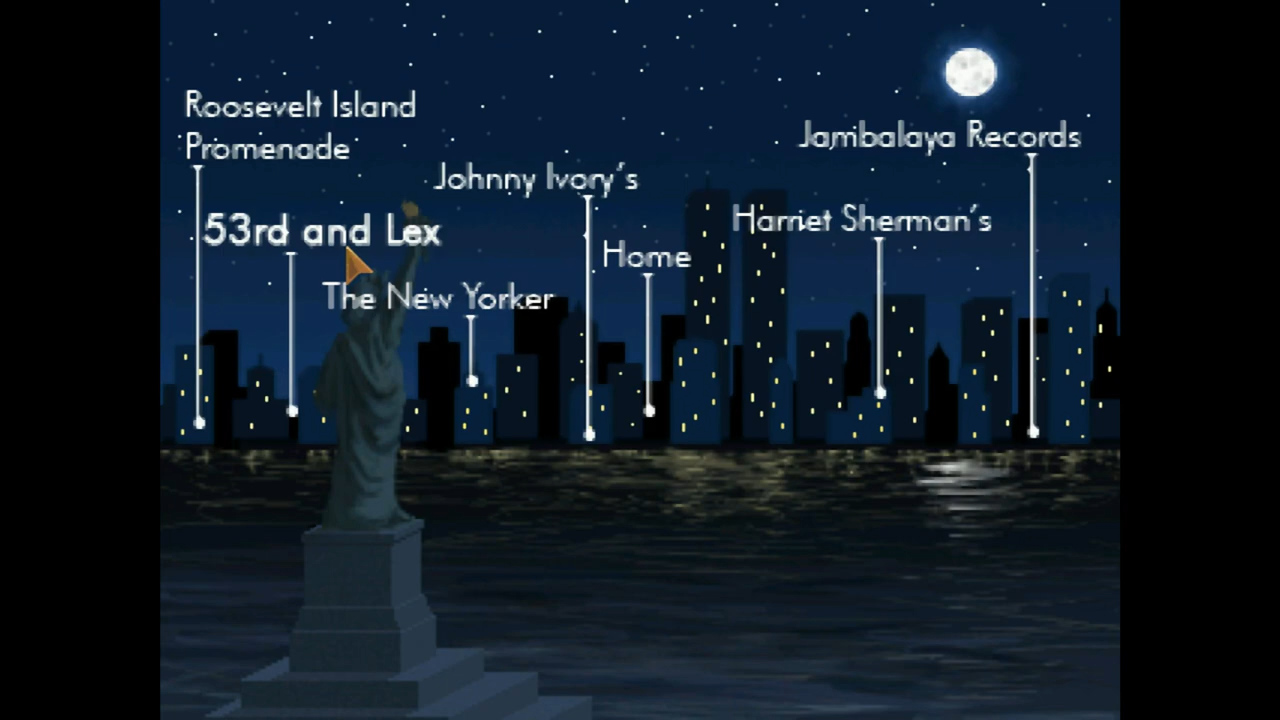 Roosevelt Island
Promenade
Jambalaya Records
Johnny Ivory's
53rd and Lex
Harriet Sherman's
Home
The New Yorker